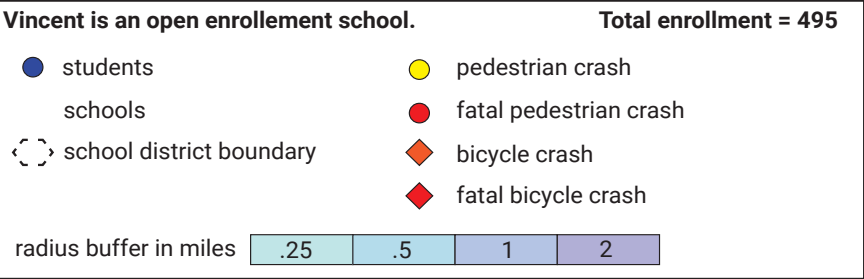 Vincent is an open enrollement school. Total enrollment = 495
students pedestrian crash
schools fatal pedestrian crash
school district boundary bicycle crash
fatal bicycle crash
radius buffer in miles .25 .5 1 2